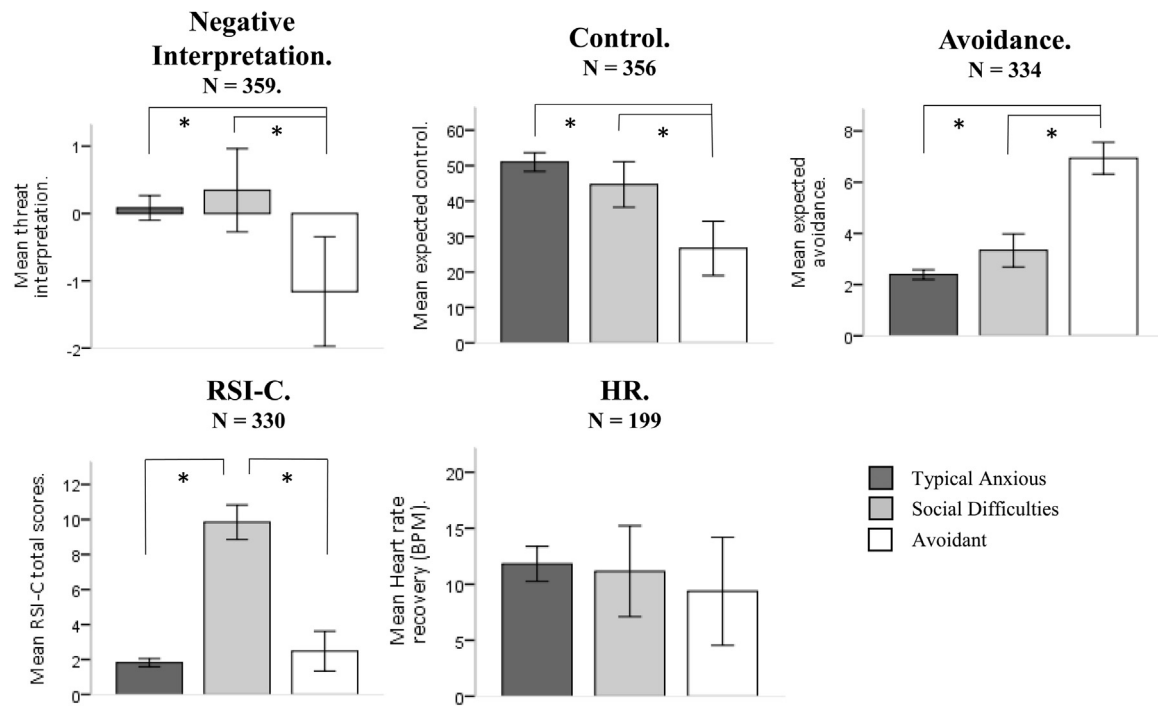 Negative
Interpretation.
N = 359.
* *
Mean threat
interpretation.
1
0
-1
-2
Control.
N = 356
* *
Mean expected control.
60
50
40
30
20
10
0
Avoidance.
N = 334
* *
Mean expected
avoidance.
8
6
4
2
0
RSI-C.
N = 330
* *
Mean RSI-C total scores.
12
10
8
6
4
2
0
HR.
N = 199
Mean Heart rate
recovery (BPM).
20
15
10
5
0
Typical Anxious
Social Difficulties
Avoidant